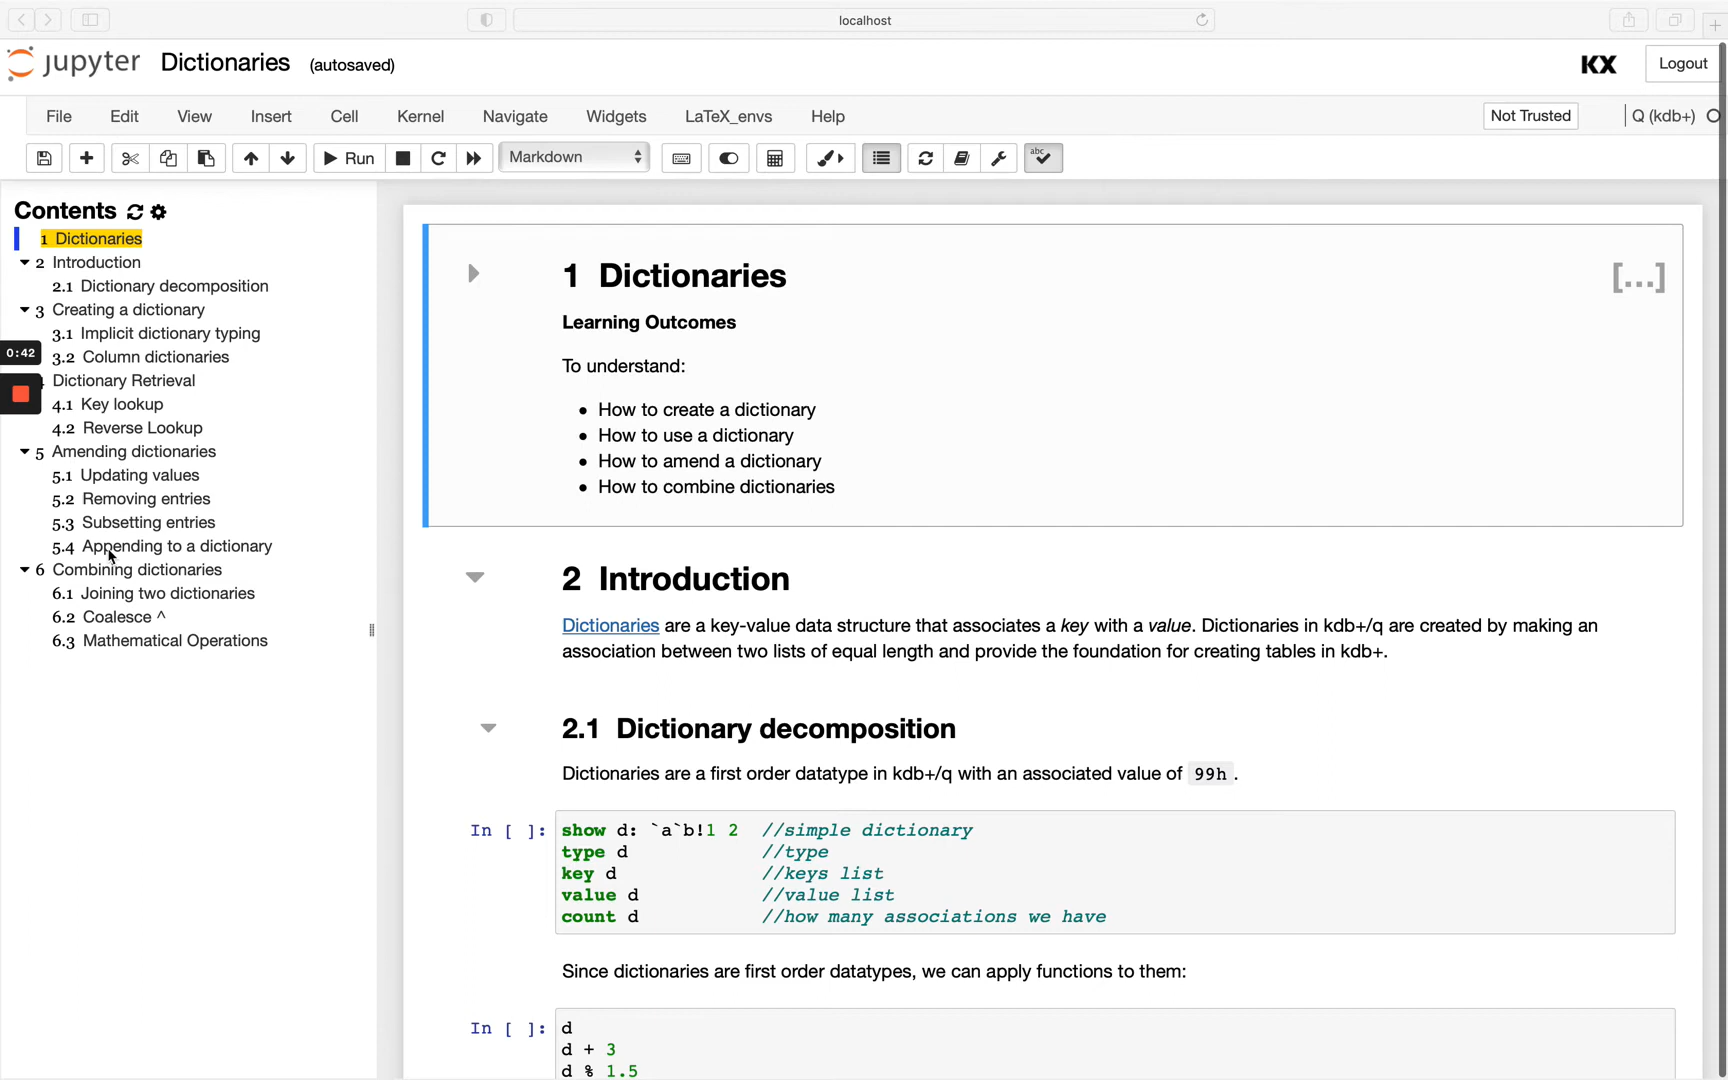 localhost
jupyter Dictionaries (autosaved)
KX
Logout
File Edit View Insert Cell Kernel Navigate Widgets LaTeX_envs Help
Not Trusted
Q (kdb+)
Run
Markdown
abc
Contents
1 Dictionaries
2 Introduction
2.1 Dictionary decomposition
3 Creating a dictionary
3.1 Implicit dictionary typing
0:42
3.2 Column dictionaries
Dictionary Retrieval
4.1 Key lookup
4.2 Reverse Lookup
5 Amending dictionaries
5.1 Updating values
5.2 Removing entries
5.3 Subsetting entries
5.4 Appending to a dictionary
6 Combining dictionaries
6.1 Joining two dictionaries
6.2 Coalesce ^
6.3 Mathematical Operations
1 Dictionaries
[...]
Learning Outcomes
To understand:
• How to create a dictionary
• How to use a dictionary
• How to amend a dictionary
• How to combine dictionaries
2 Introduction
Dictionaries are a key-value data structure that associates a key with a value. Dictionaries in kdb+/q are created by making an
association between two lists of equal length and provide the foundation for creating tables in kdb+.
2.1 Dictionary decomposition
Dictionaries are a first order datatype in kdb+/q with an associated value of 99h .
In [ ]: show d: `a`b!1 2 //simple dictionary
type d //type
key d //keys list
value d //value list
count d //how many associations we have
Since dictionaries are first order datatypes, we can apply functions to them:
In [ ]: d
d + 3
d % 1.5